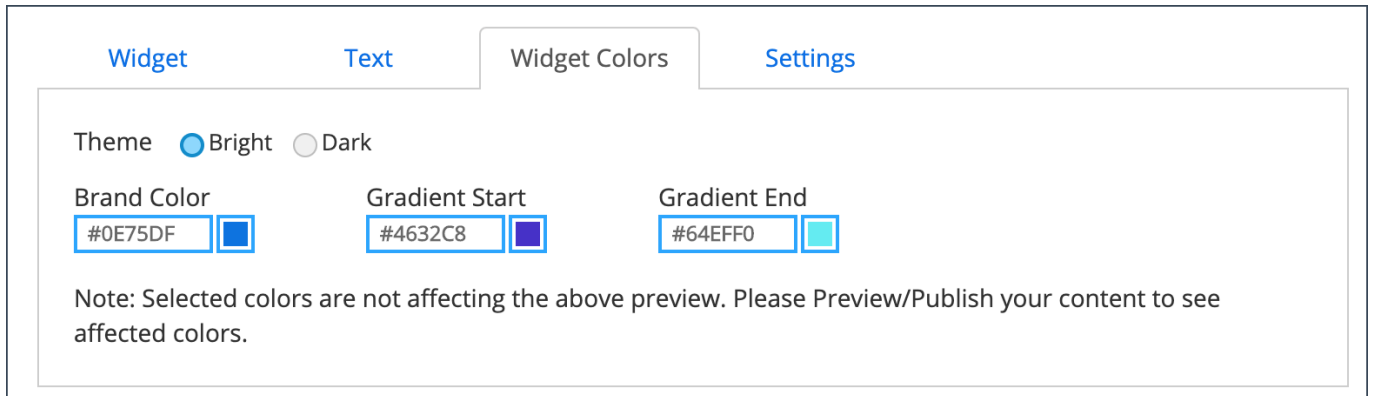 Widget Text Widget Colors Settings
Theme Bright Dark
Brand Color Gradient Start Gradient End
#0E75DF #4632C8 #64EFF0
Note: Selected colors are not affecting the above preview. Please Preview/Publish your content to see
affected colors.